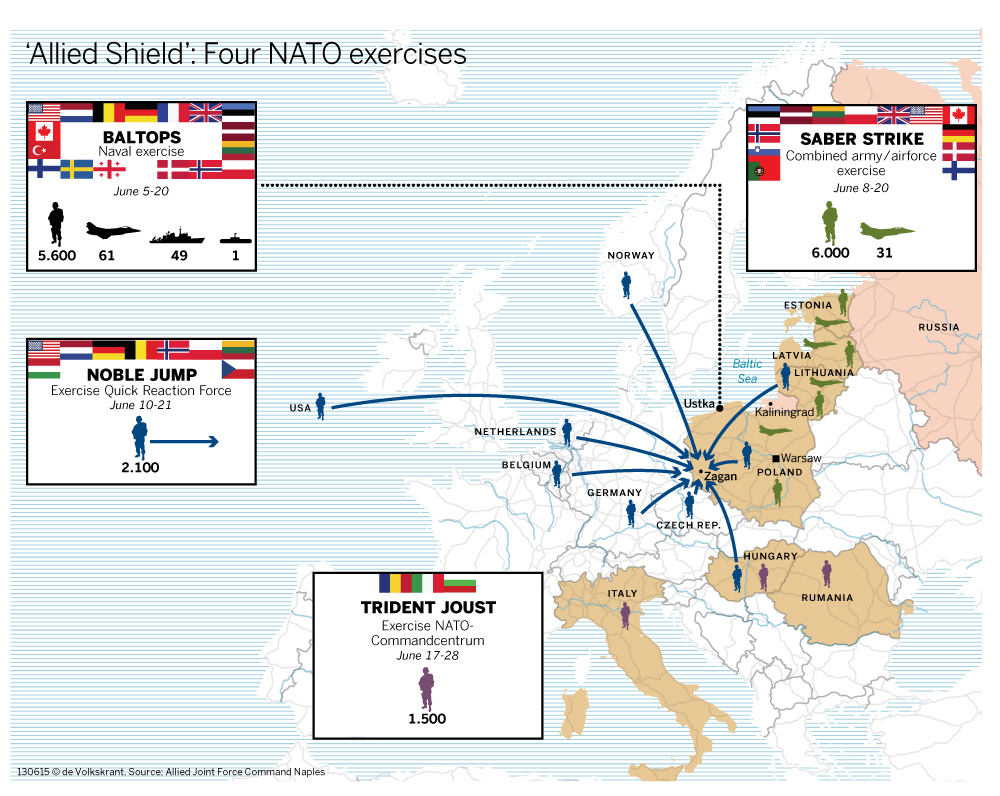 ‘Allied Shield’: Four NATO exercises
BALTOPS
Naval exercise
June 5-20
5.600 61 49 1
SABER STRIKE
Combined army/airforce
exercise
June 8-20
6.000 31
NOBLE JUMP
Exercise Quick Reaction Force
June 10-21
2.100
TRIDENT JOUST
Exercise NATO-
Commandcentrum
June 17-28
1.500
NORWAY
ESTONIA
RUSSIA
LATVIA
Baltic
Sea
LITHUANIA
USA
Ustka
Kaliningrad
NETHERLANDS
Warsaw
BELGIUM
POLAND
Zagan
GERMANY
CZECH REP.
HUNGARY
ITALY
RUMANIA
130615 © de Volkskrant. Source: Allied Joint Force Command Naples